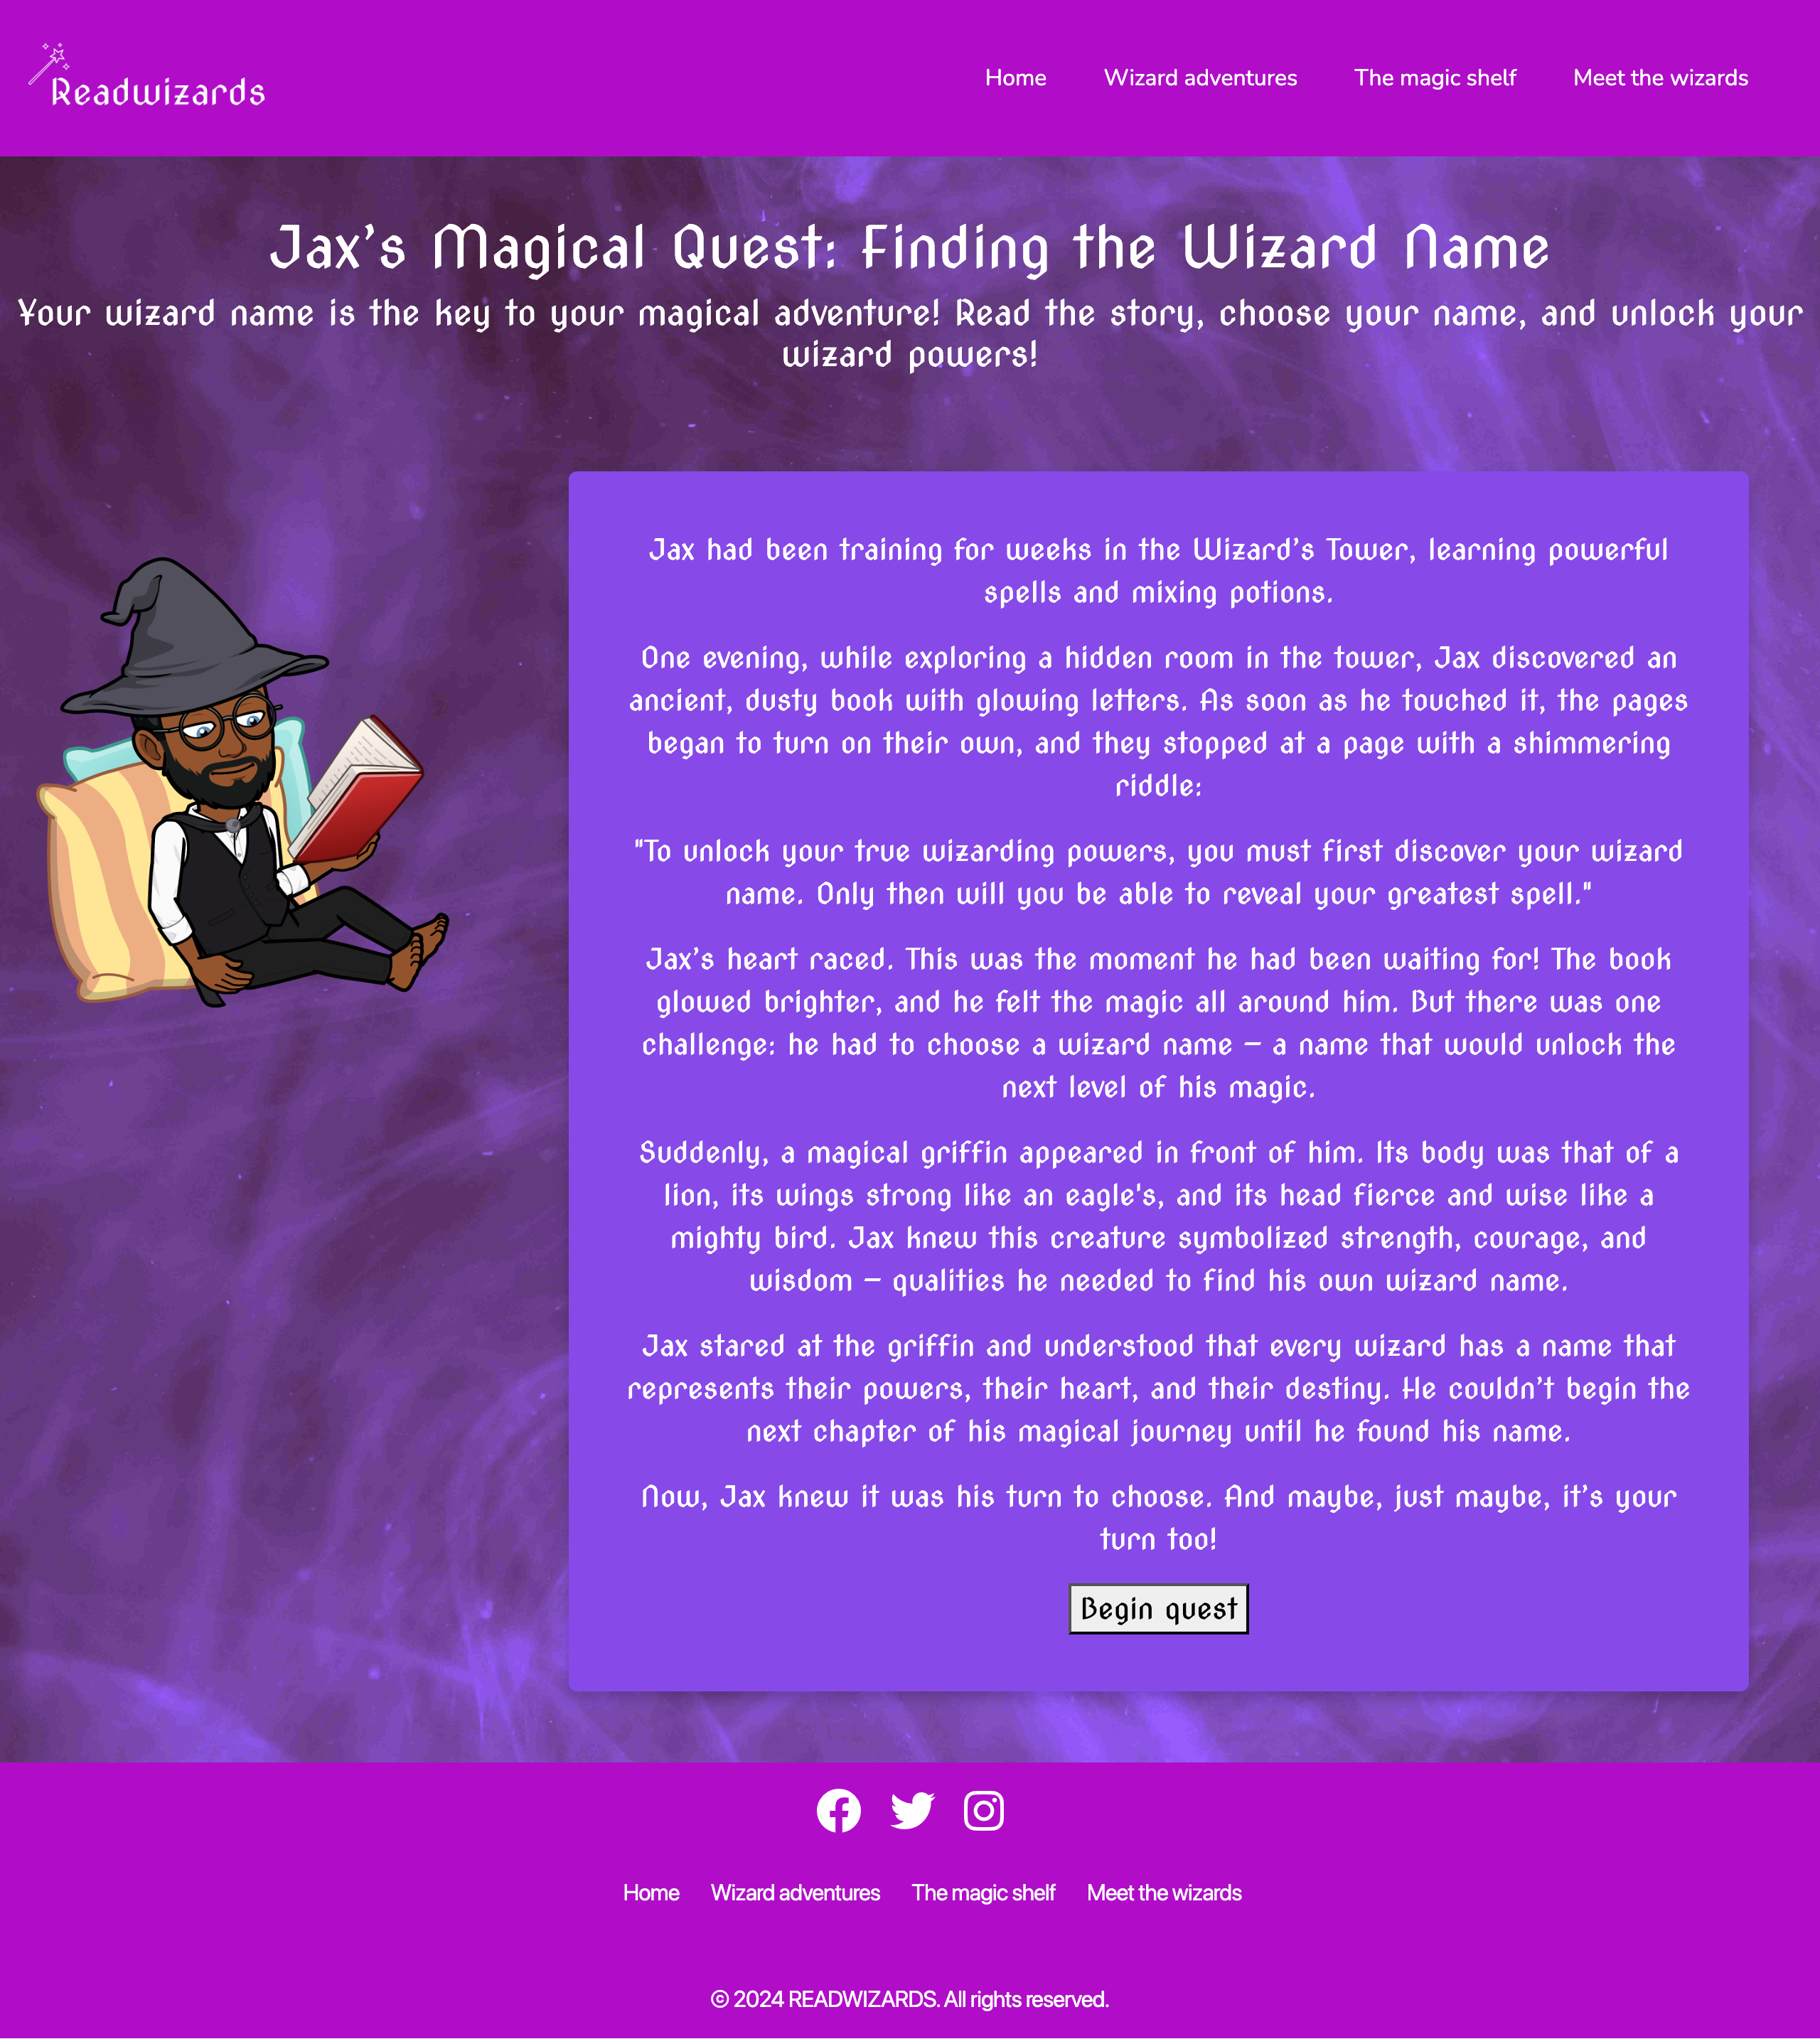 Readwizards
Home
Wizard adventures
The magic shelf
Meet the wizards
Jax’s Magical Quest: Finding the Wizard Name
Your wizard name is the key to your magical adventure! Read the story, choose your name, and unlock your
wizard powers!
Jax had been training for weeks in the Wizard’s Tower, learning powerful
spells and mixing potions.
One evening, while exploring a hidden room in the tower, Jax discovered an
ancient, dusty book with glowing letters. As soon as he touched it, the pages
began to turn on their own, and they stopped at a page with a shimmering
riddle:
"To unlock your true wizarding powers, you must first discover your wizard
name. Only then will you be able to reveal your greatest spell."
Jax’s heart raced. This was the moment he had been waiting for! The book
glowed brighter, and he felt the magic all around him. But there was one
challenge: he had to choose a wizard name — a name that would unlock the
next level of his magic.
Suddenly, a magical griffin appeared in front of him. Its body was that of a
lion, its wings strong like an eagle's, and its head fierce and wise like a
mighty bird. Jax knew this creature symbolized strength, courage, and
wisdom — qualities he needed to find his own wizard name.
Jax stared at the griffin and understood that every wizard has a name that
represents their powers, their heart, and their destiny. He couldn’t begin the
next chapter of his magical journey until he found his name.
Now, Jax knew it was his turn to choose. And maybe, just maybe, it’s your
turn too!
Begin quest
Home
Wizard adventures
The magic shelf
Meet the wizards
© 2024 READWIZARDS. All rights reserved.